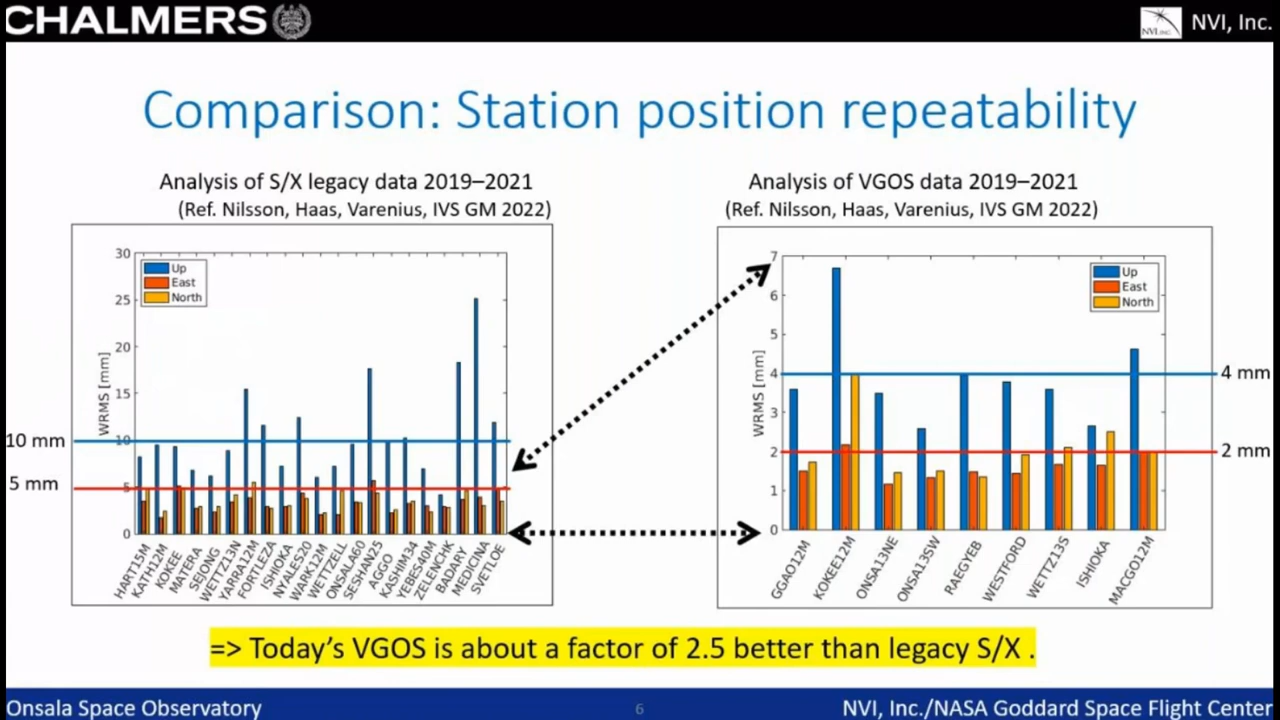 CHALMERS
NVI, Inc.
NVI, Inc.
Comparison: Station position repeatability
Analysis of S/X legacy data 2019–2021
(Ref. Nilsson, Haas, Varenius, IVS GM 2022)
30
25
20
15
10
5
0
WRMS [mm]
Up
East
North
10 mm
5 mm
HART15M
KATH12M
KOKEE
MATERA
SEJONG
WETTZ13N
YARRA12M
FORTLEZA
ISHIOKA
NYALES20
WARK12M
WETTZELL
ONSALA60
SESHAN25
AGGO
KASHIM34
YEBES40M
ZELENCHK
BADARY
MEDICINA
SVETLOE
Analysis of VGOS data 2019–2021
(Ref. Nilsson, Haas, Varenius, IVS GM 2022)
7
6
5
4
3
2
1
0
WRMS [mm]
Up
East
North
4 mm
2 mm
GGAO12M
KOKEE12M
ONSA13NE
ONSA13SW
RAEGYEB
WESTFORD
WETTZ13S
ISHIOKA
MACGO12M
=> Today's VGOS is about a factor of 2.5 better than legacy S/X .
Onsala Space Observatory
6
NVI, Inc./NASA Goddard Space Flight Center